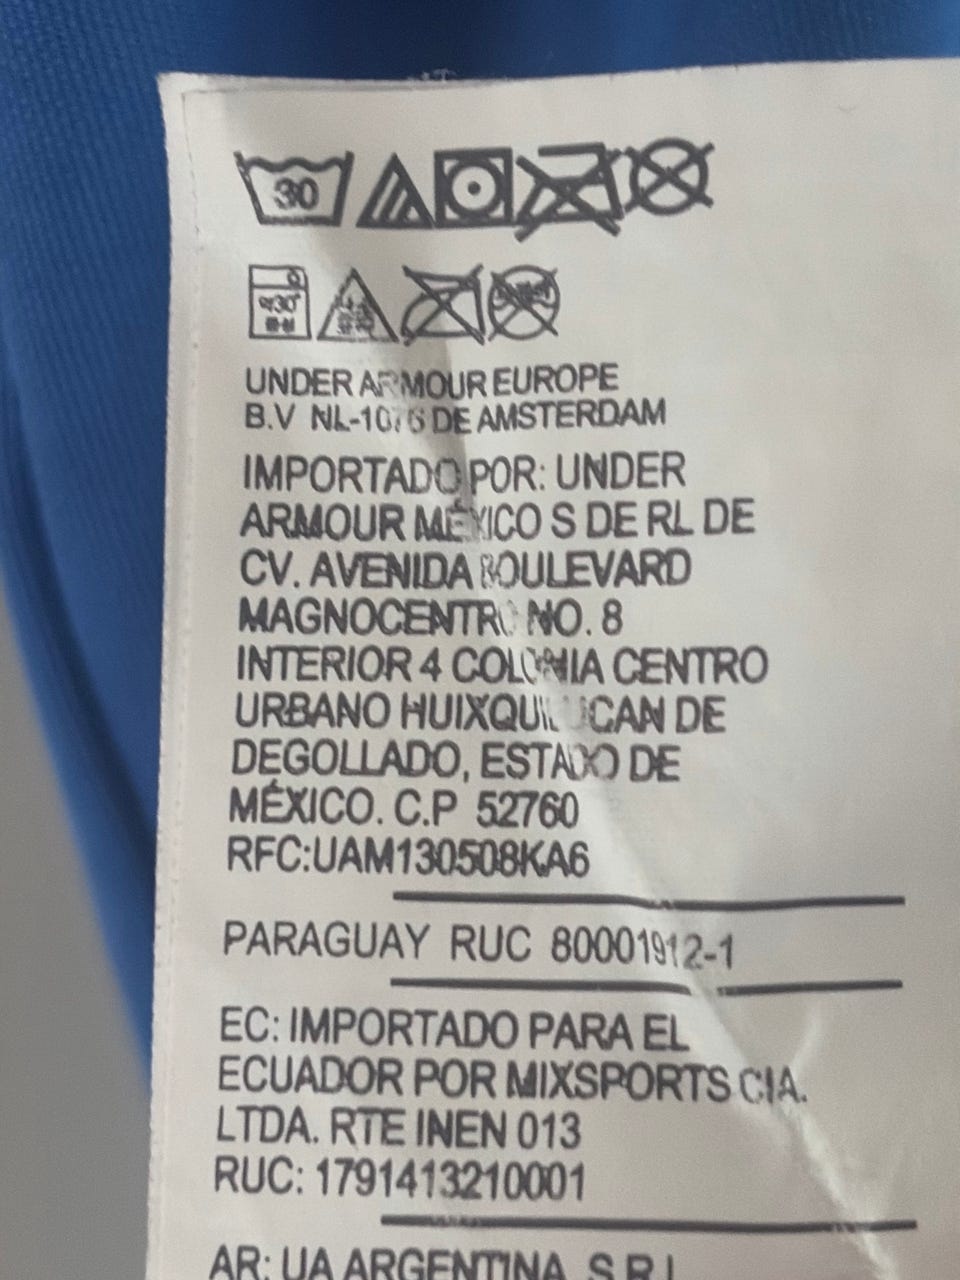 30
30°
UNDER ARMOUR EUROPE
B.V NL-1076 DE AMSTERDAM
IMPORTADO POR: UNDER
ARMOUR MÉXICO S DE RL DE
CV. AVENIDA BOULEVARD
MAGNOCENTRO NO. 8
INTERIOR 4 COLONIA CENTRO
URBANO HUIXQUILUCAN DE
DEGOLLADO, ESTADO DE
MÉXICO. C.P 52760
RFC:UAM130508KA6
PARAGUAY RUC 80001912-1
EC: IMPORTADO PARA EL
ECUADOR POR MIXSPORTS CIA.
LTDA. RTE INEN 013
RUC: 1791413210001
AR: UA ARGENTINA S.R.L